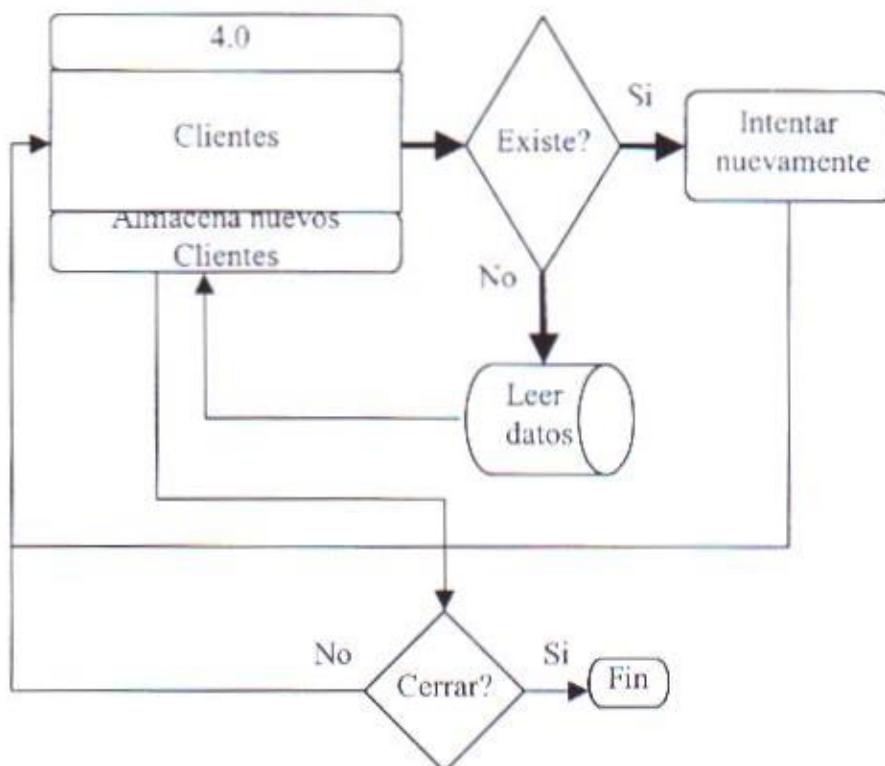 4.0
Clientes
Almacena nuevos
Clientes
Existe?
Si
Intentar
nuevamente
No
Leer
datos
No
Cerrar?
Si
Fin